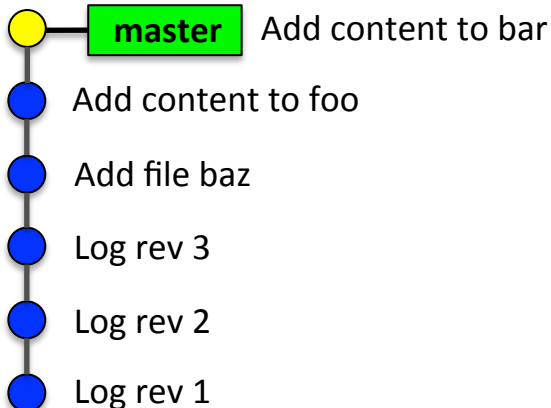 master Add content to bar
Add content to foo
Add file baz
Log rev 3
Log rev 2
Log rev 1